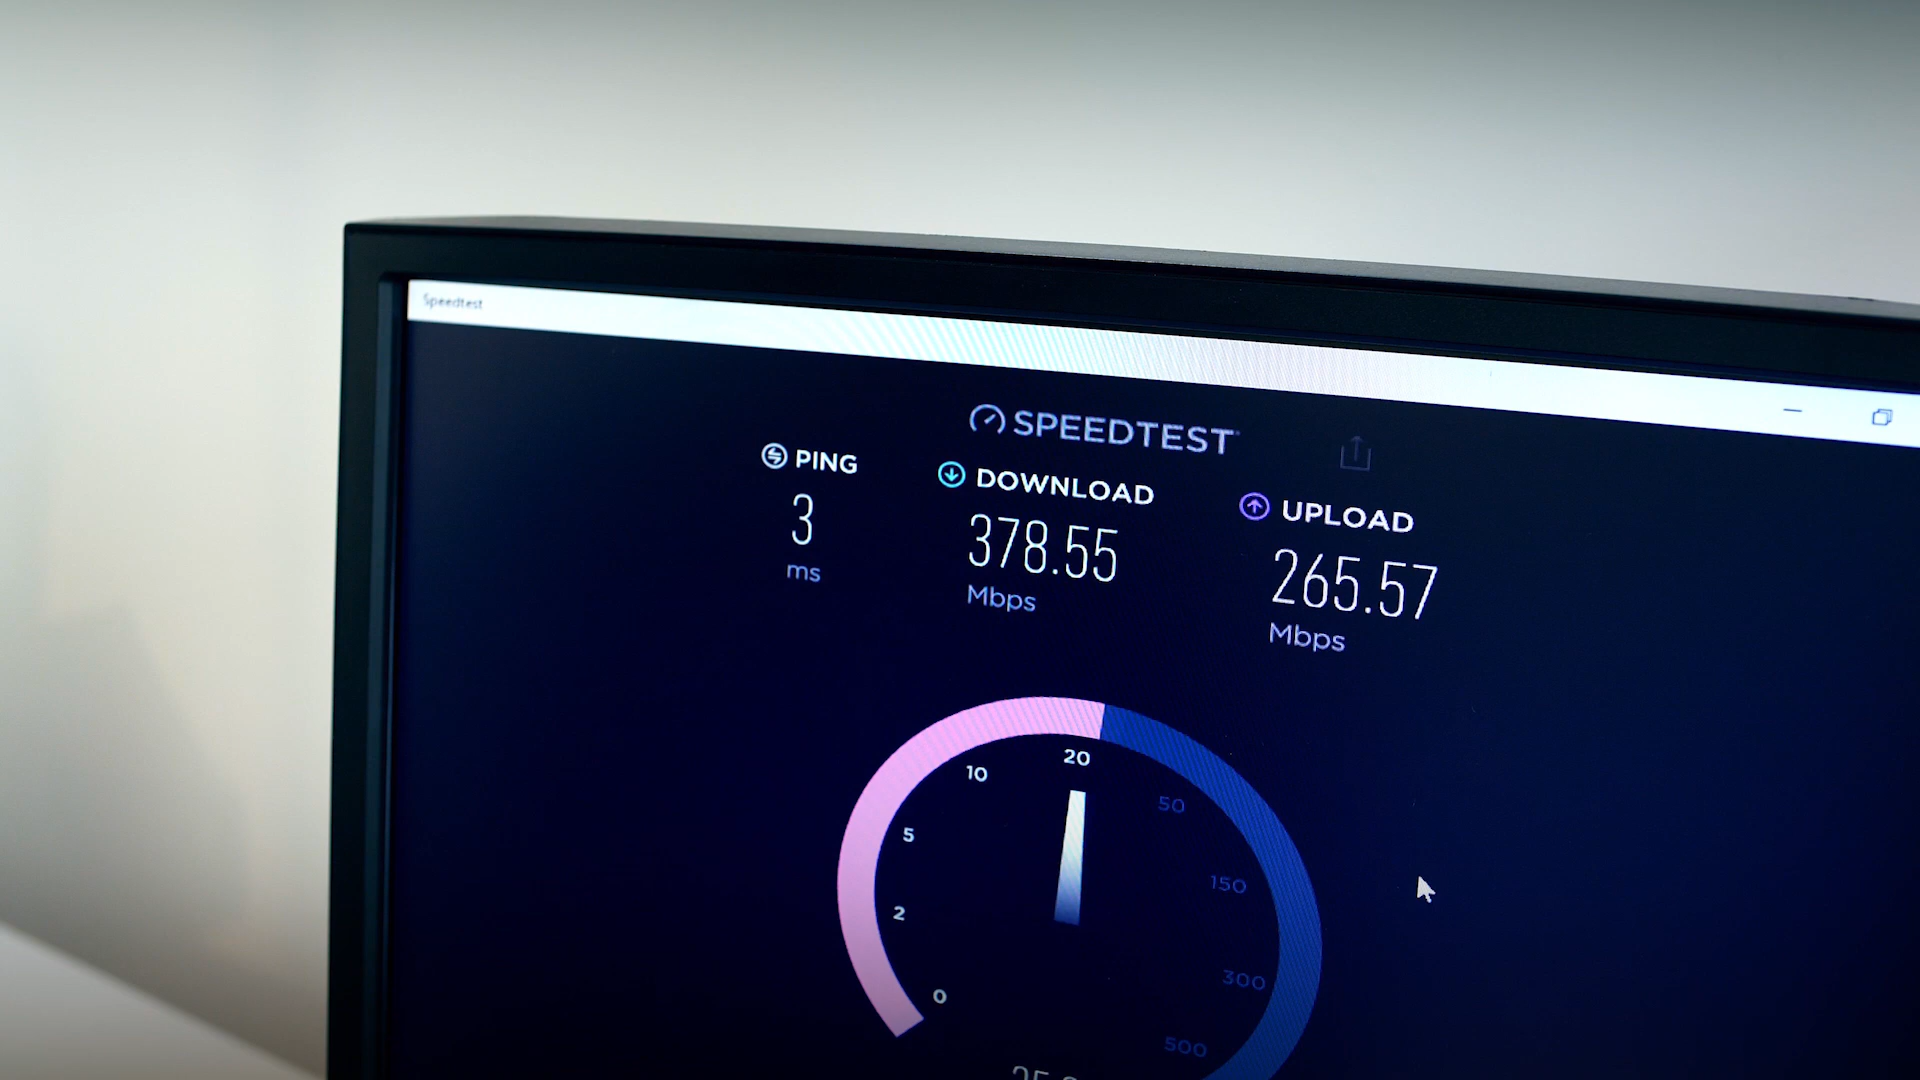 Speedtest
SPEEDTEST
PING
3
ms
DOWNLOAD
378.55
Mbps
UPLOAD
265.57
Mbps
0
2
5
10
20
50
150
300
500